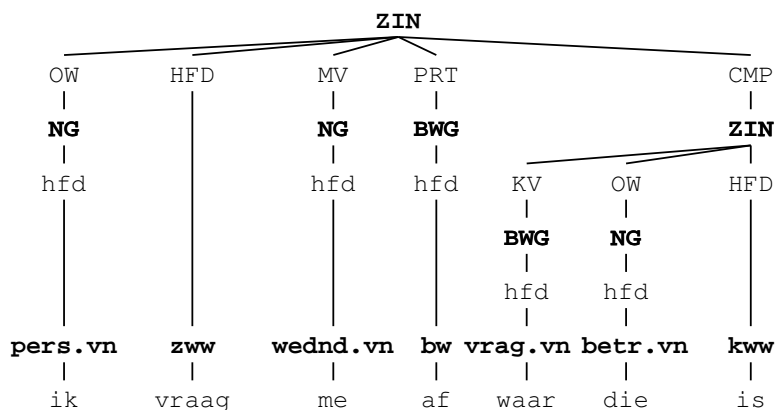 ZIN
OW HFD MV PRT CMP
NG NG BWG ZIN
hfd hfd hfd KV OW HFD
BWG NG
hfd hfd
pers.vn zww wednd.vn bw vrag.vn betr.vn kww
ik vraag me af waar die is